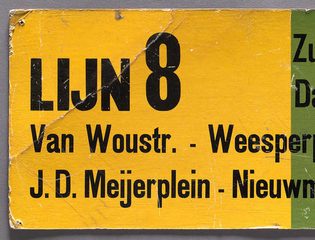 LIJN 8
Van Woustr. - Weesperp
J. D. Meijerplein - Nieuwm
Zu
Da